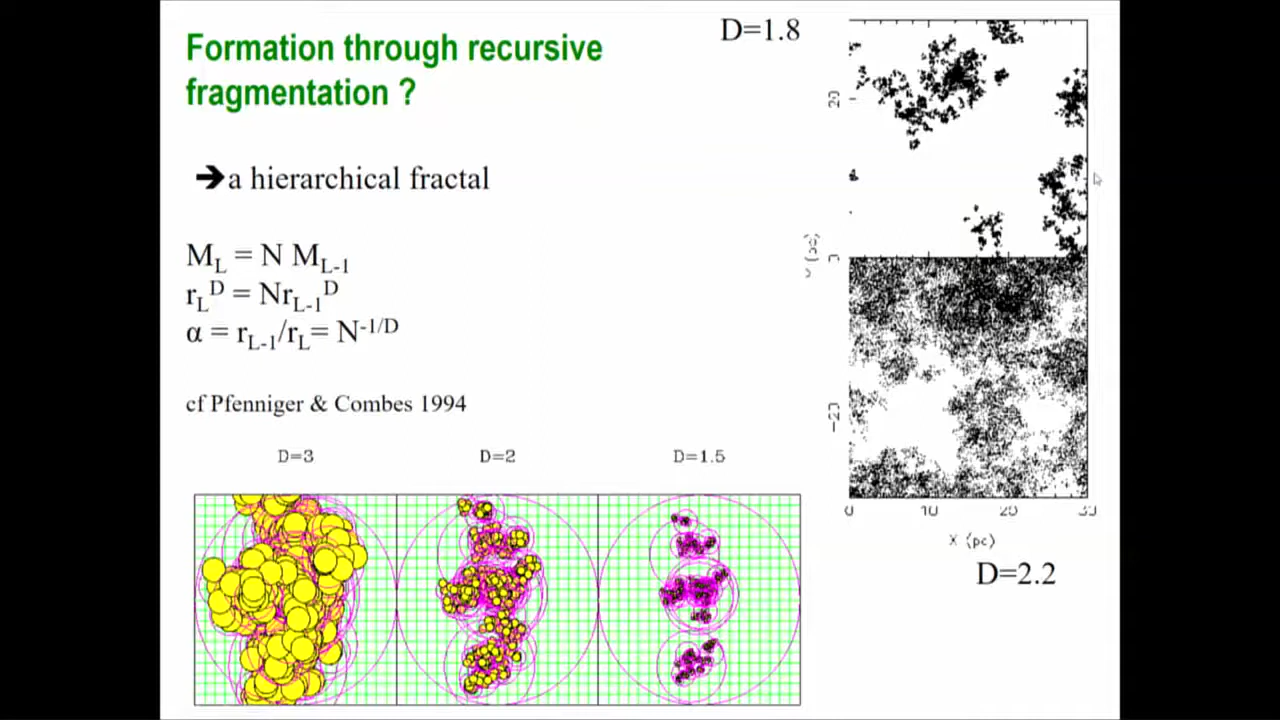 Formation through recursive
fragmentation ?
D=1.8
➔a hierarchical fractal
M_L = N M_L-1
r_L^D = Nr_L-1^D
α = r_L-1/r_L= N^-1/D
cf Pfenniger & Combes 1994
D=3
D=2
D=1.5
20
0
-20
(pc)
0
10
20
30
X (pc)
D=2.2